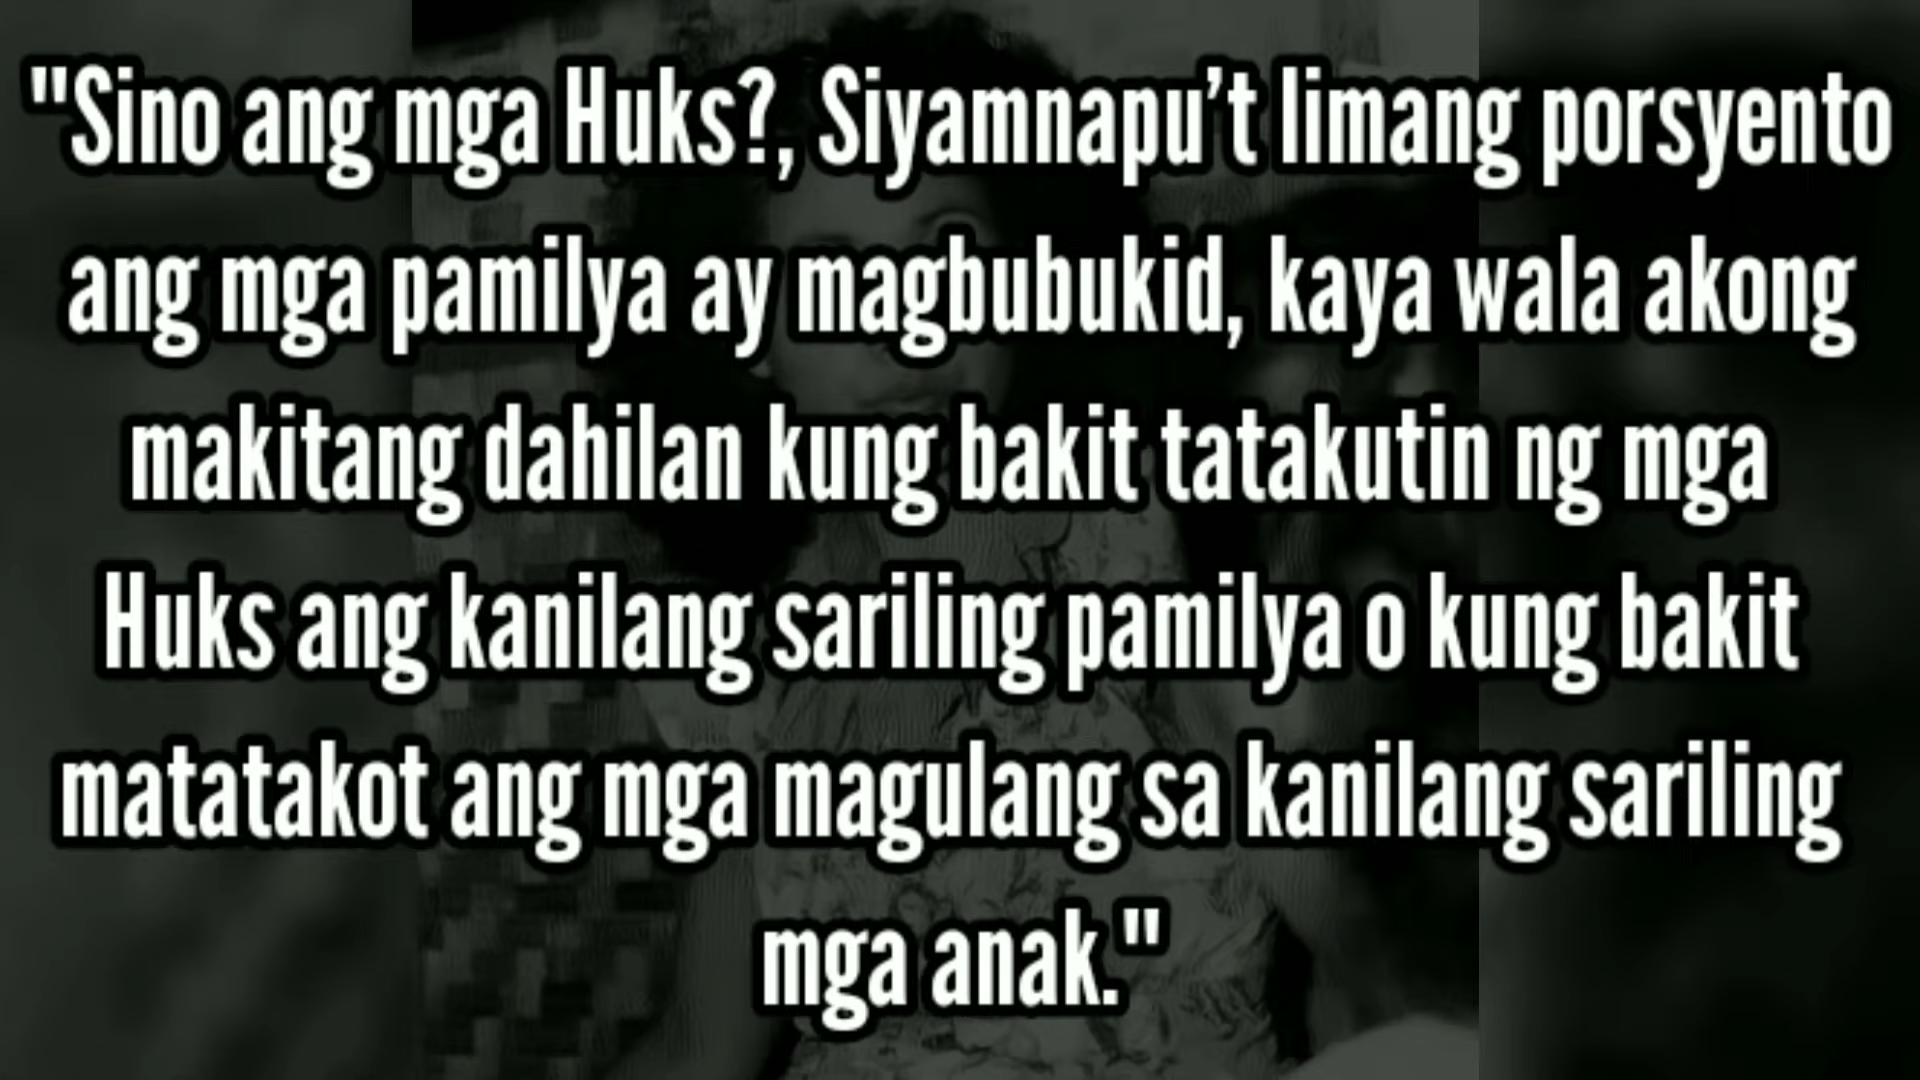 "Sino ang mga Huks?, Siyamnapu’t limang porsyento
ang mga pamilya ay magbubukid, kaya wala akong
makitang dahilan kung bakit tatakutin ng mga
Huks ang kanilang sariling pamilya o kung bakit
matatakot ang mga magulang sa kanilang sariling
mga anak."